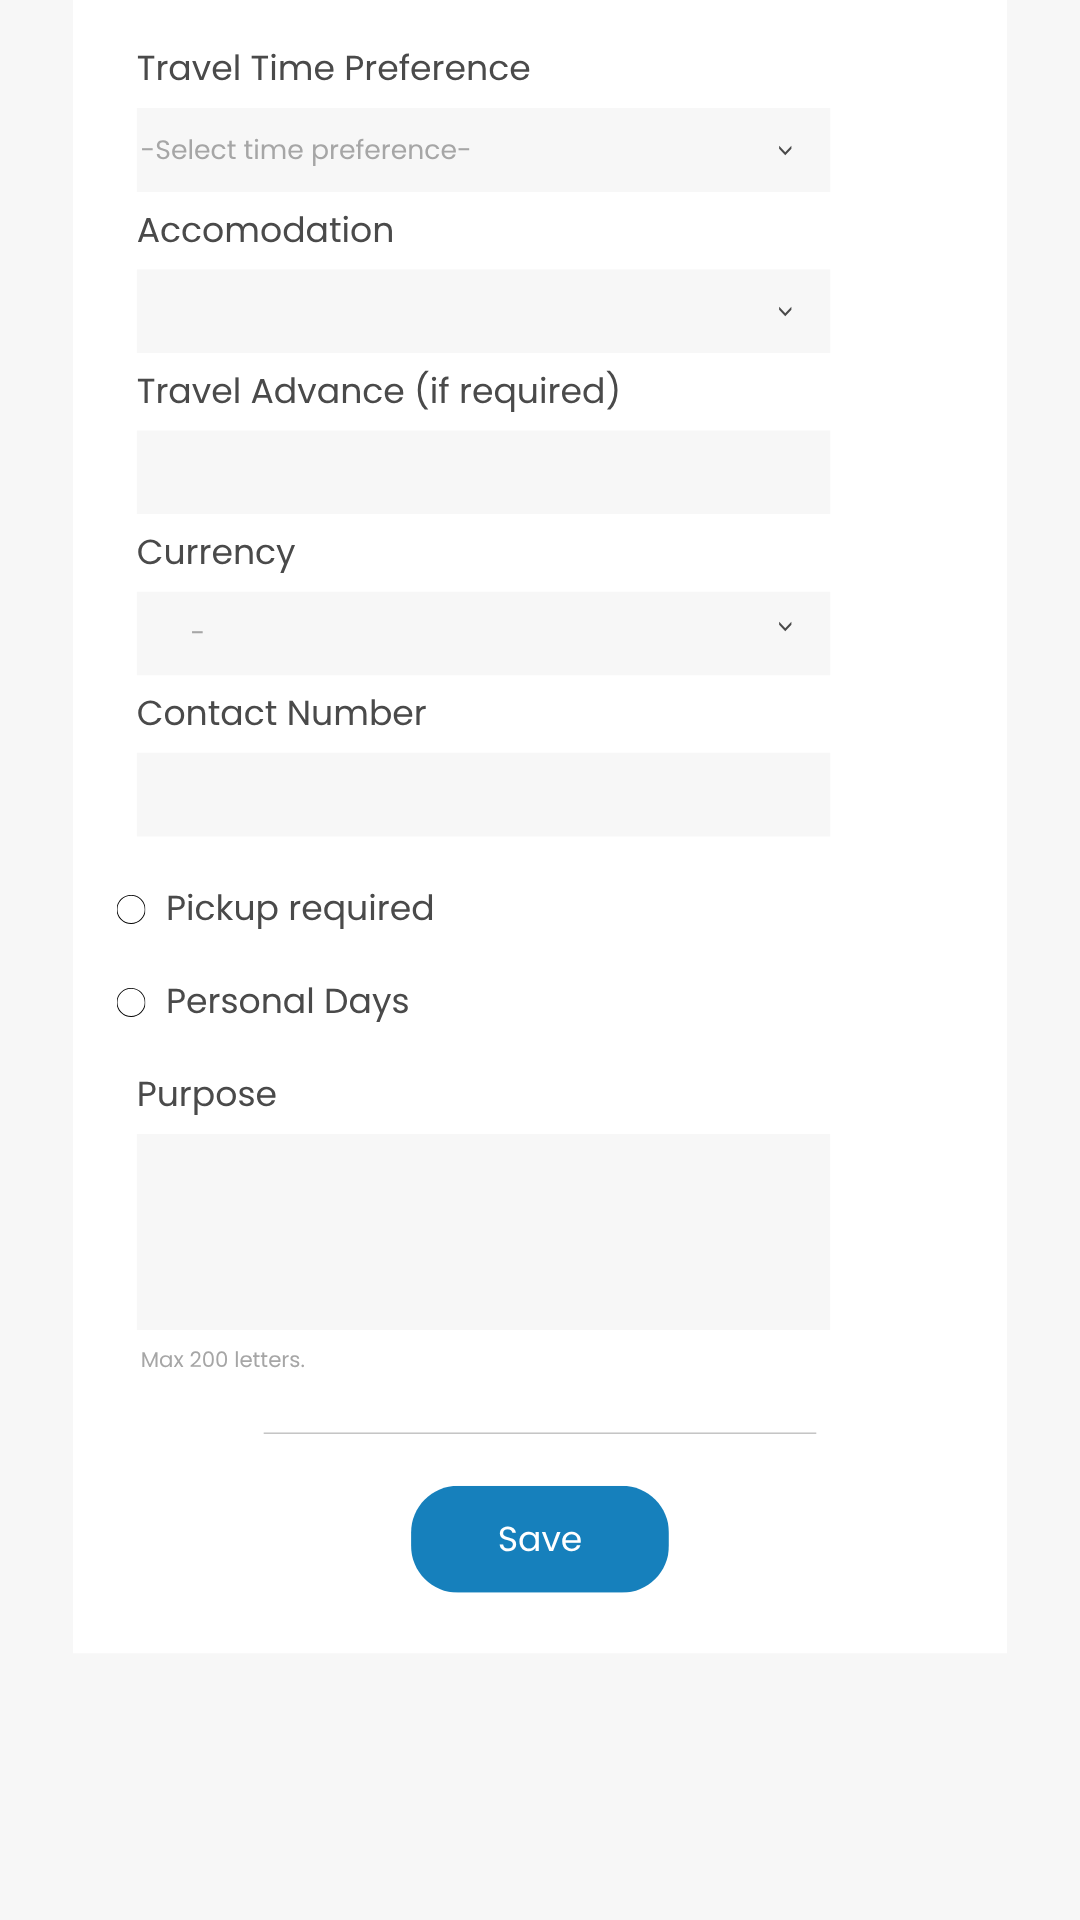 Travel Time Preference
-Select time preference-
Accomodation
Travel Advance (if required)
Currency
-
Contact Number
Pickup required
Personal Days
Purpose
Max 200 letters.
Save